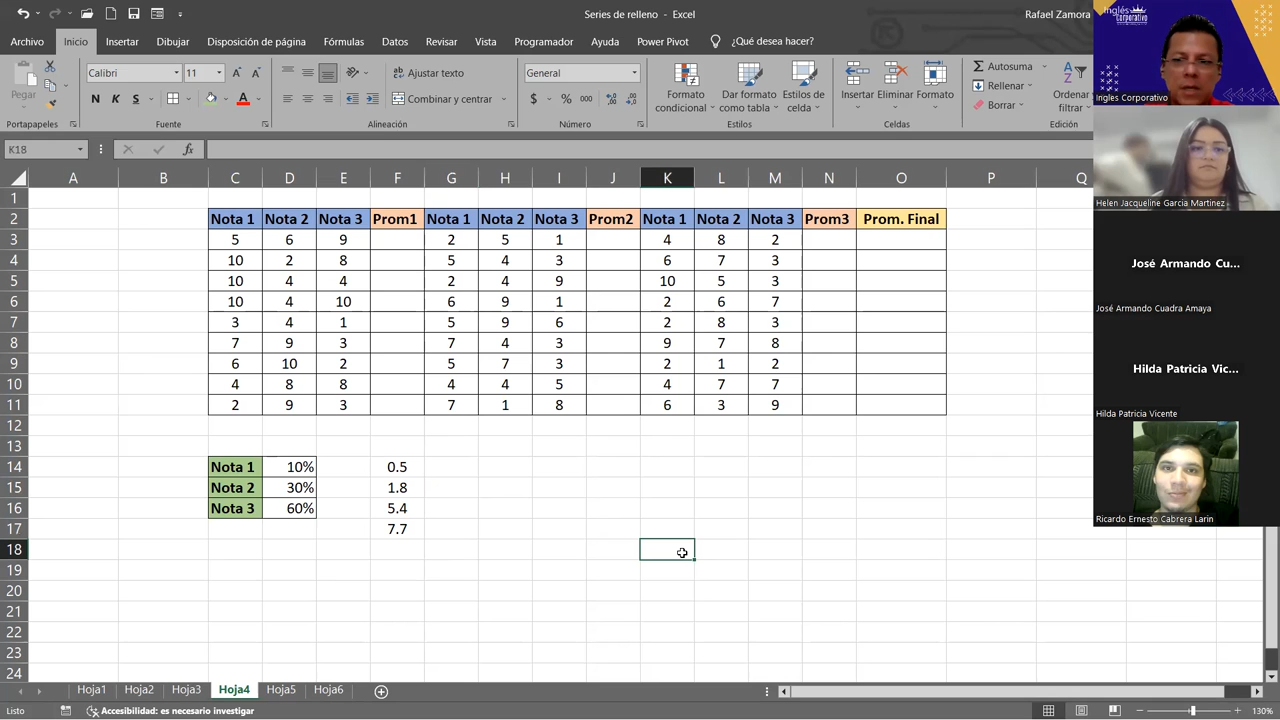 Series de relleno - Excel
Rafael Zamora
Archivo Inicio Insertar Dibujar Disposición de página Fórmulas Datos Revisar Vista Programador Ayuda Power Pivot ¿Qué desea hacer?
Pegar
Calibri 11
N K S
Ajustar texto
Combinar y centrar
General
$ % 000
Formato condicional
Dar formato como tabla
Estilos de celda
Insertar Eliminar Formato
Autosuma
Rellenar
Borrar
Ordenar filtrar
Portapapeles Fuente Alineación Número Estilos Celdas Edición
K18 fx
A B C D E F G H I J K L M N O P Q
1
2 Nota 1 Nota 2 Nota 3 Prom1 Nota 1 Nota 2 Nota 3 Prom2 Nota 1 Nota 2 Nota 3 Prom3 Prom. Final
3 5 6 9 2 5 1 4 8 2
4 10 2 8 5 4 3 6 7 3
5 10 4 4 2 4 9 10 5 3
6 10 4 10 6 9 1 2 6 7
7 3 4 1 5 9 6 2 8 3
8 7 9 3 7 4 3 9 7 8
9 6 10 2 5 7 3 2 1 2
10 4 8 8 4 4 5 4 7 7
11 2 9 3 7 1 8 6 3 9
12
13
14 Nota 1 10% 0.5
15 Nota 2 30% 1.8
16 Nota 3 60% 5.4
17 7.7
18
19
20
21
22
23
24
Hoja1 Hoja2 Hoja3 Hoja4 Hoja5 Hoja6
Listo Accesibilidad: es necesario investigar 130%
Inglés Corporativo
Ingles Corporativo
Helen Jacqueline Garcia Martinez
José Armando Cu...
José Armando Cuadra Amaya
Hilda Patricia Vic...
Hilda Patricia Vicente
Ricardo Ernesto Cabrera Larin